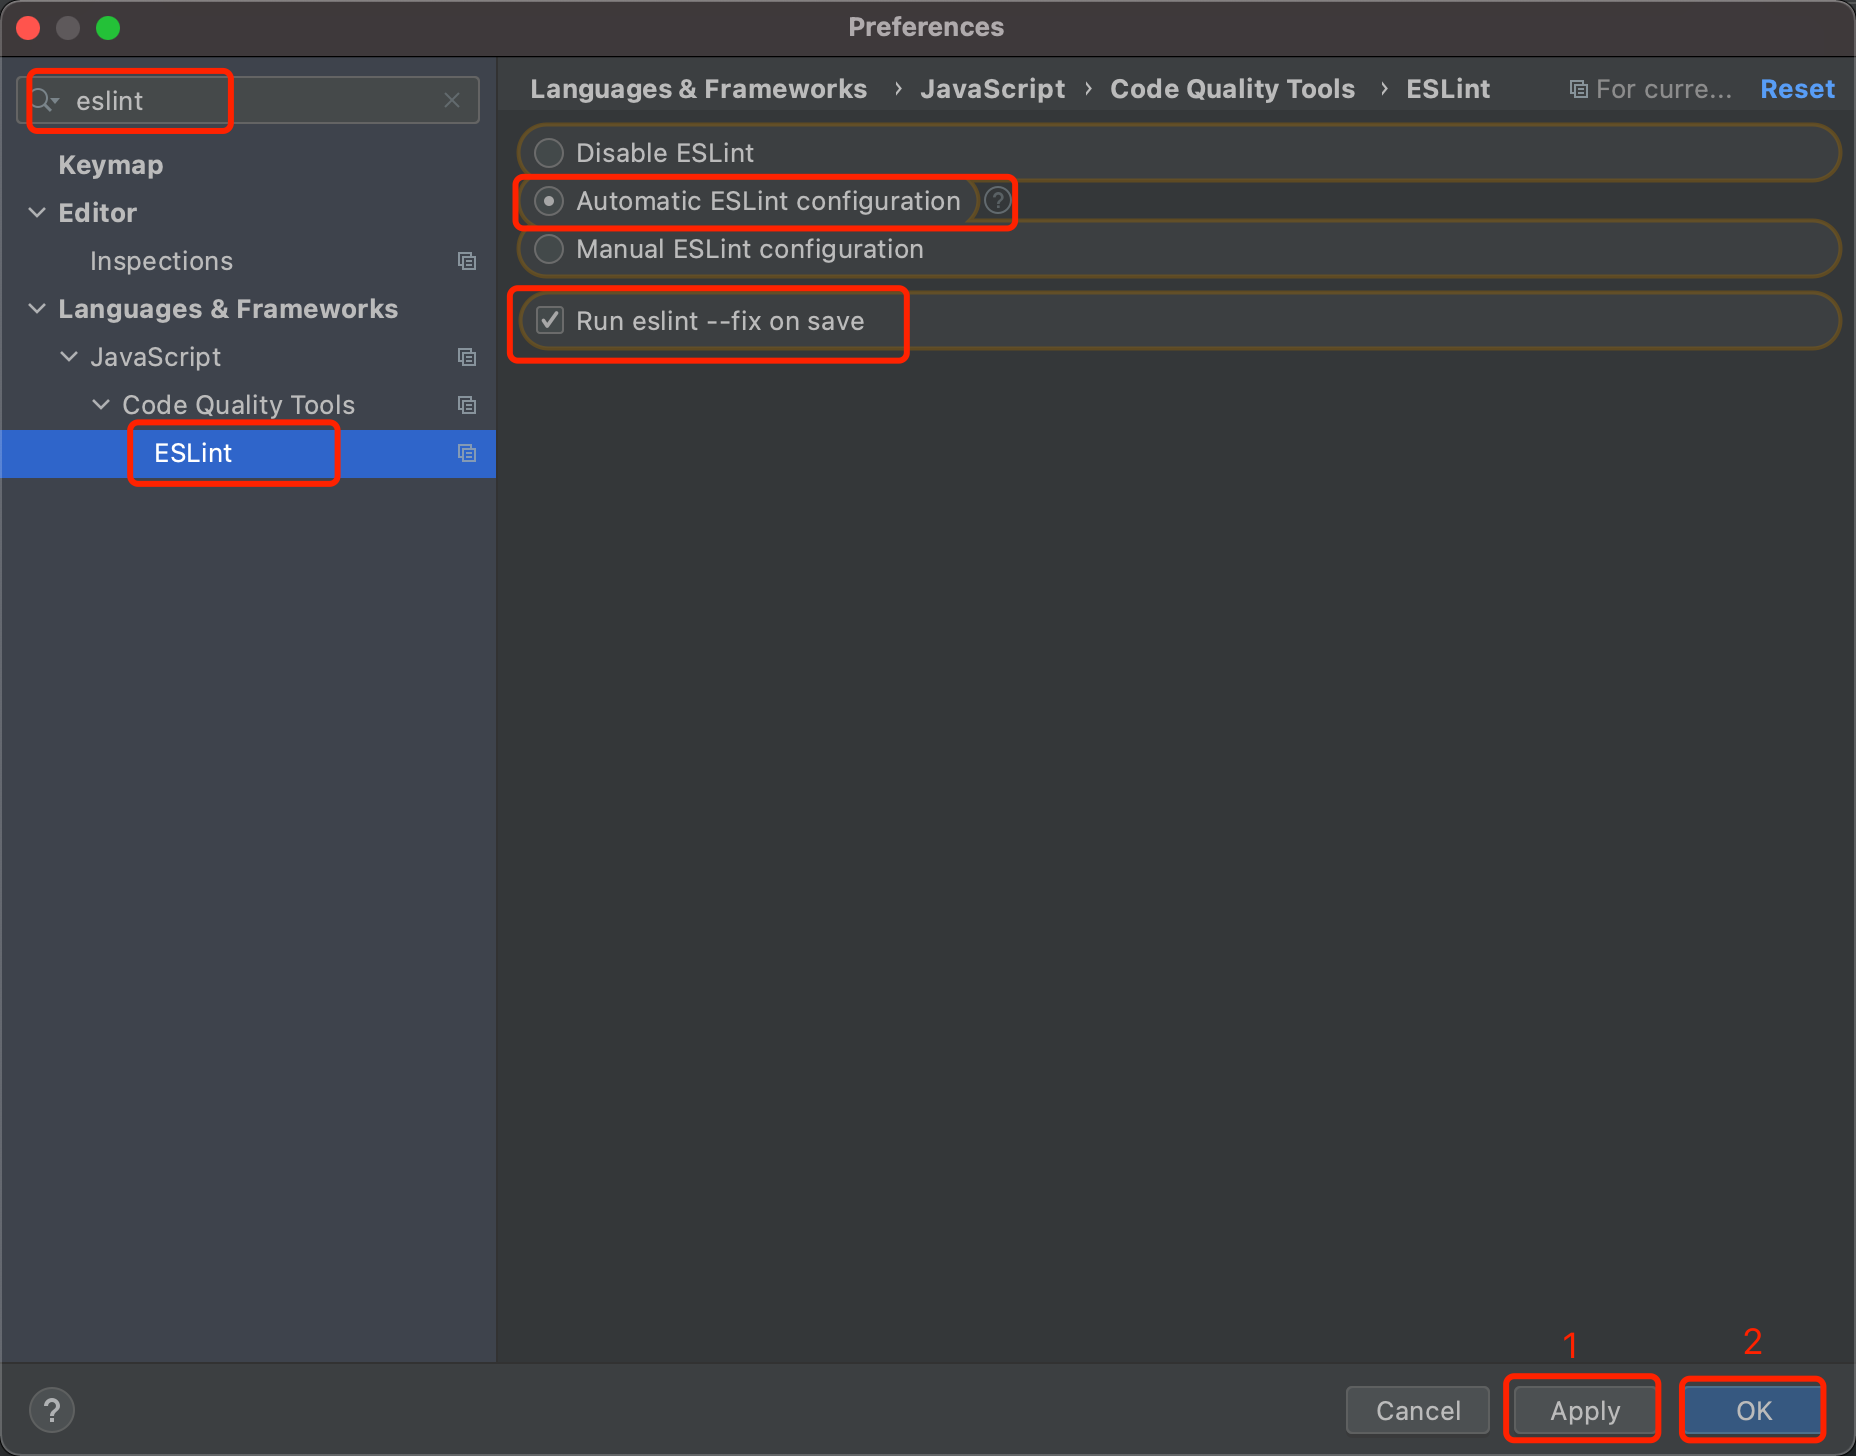 Preferences
eslint
Keymap
Editor
Inspections
Languages & Frameworks
JavaScript
Code Quality Tools
ESLint
Languages & Frameworks › JavaScript › Code Quality Tools › ESLint
For curre...
Reset
Disable ESLint
Automatic ESLint configuration ?
Manual ESLint configuration
Run eslint --fix on save
1
2
?
Cancel
Apply
OK